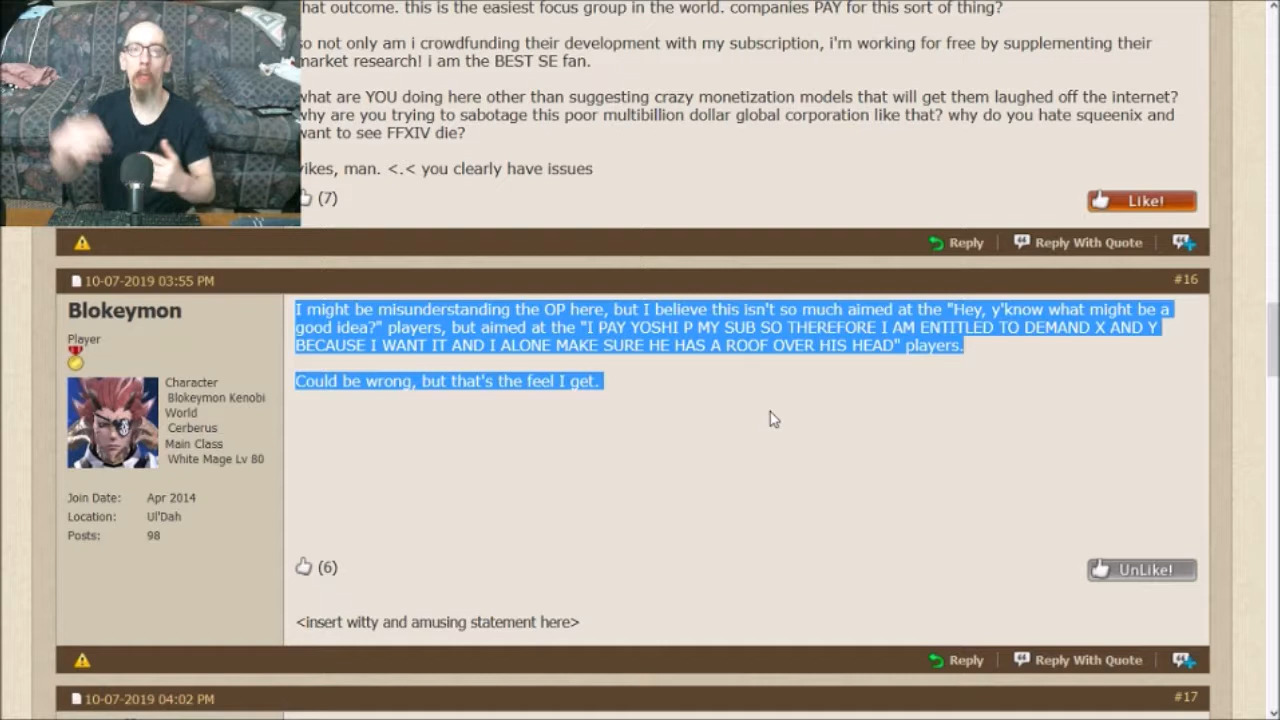 hat outcome. this is the easiest focus group in the world. companies PAY for this sort of thing?
so not only am i crowdfunding their development with my subscription, i'm working for free by supplementing their
market research! i am the BEST SE fan.
what are YOU doing here other than suggesting crazy monetization models that will get them laughed off the internet?
why are you trying to sabotage this poor multibillion dollar global corporation like that? why do you hate squeenix and
want to see FFXIV die?
yikes, man. <.< you clearly have issues
(7)
Like!
Reply
Reply With Quote
10-07-2019 03:55 PM
#16
Blokeymon
Player
Character
Blokeymon Kenobi
World
Cerberus
Main Class
White Mage Lv 80
Join Date: Apr 2014
Location: Ul'Dah
Posts: 98
I might be misunderstanding the OP here, but I believe this isn't so much aimed at the "Hey, y'know what might be a
good idea?" players, but aimed at the "I PAY YOSHI P MY SUB SO THEREFORE I AM ENTITLED TO DEMAND X AND Y
BECAUSE I WANT IT AND I ALONE MAKE SURE HE HAS A ROOF OVER HIS HEAD" players.
Could be wrong, but that's the feel I get.
(6)
UnLike!
<insert witty and amusing statement here>
Reply
Reply With Quote
10-07-2019 04:02 PM
#17